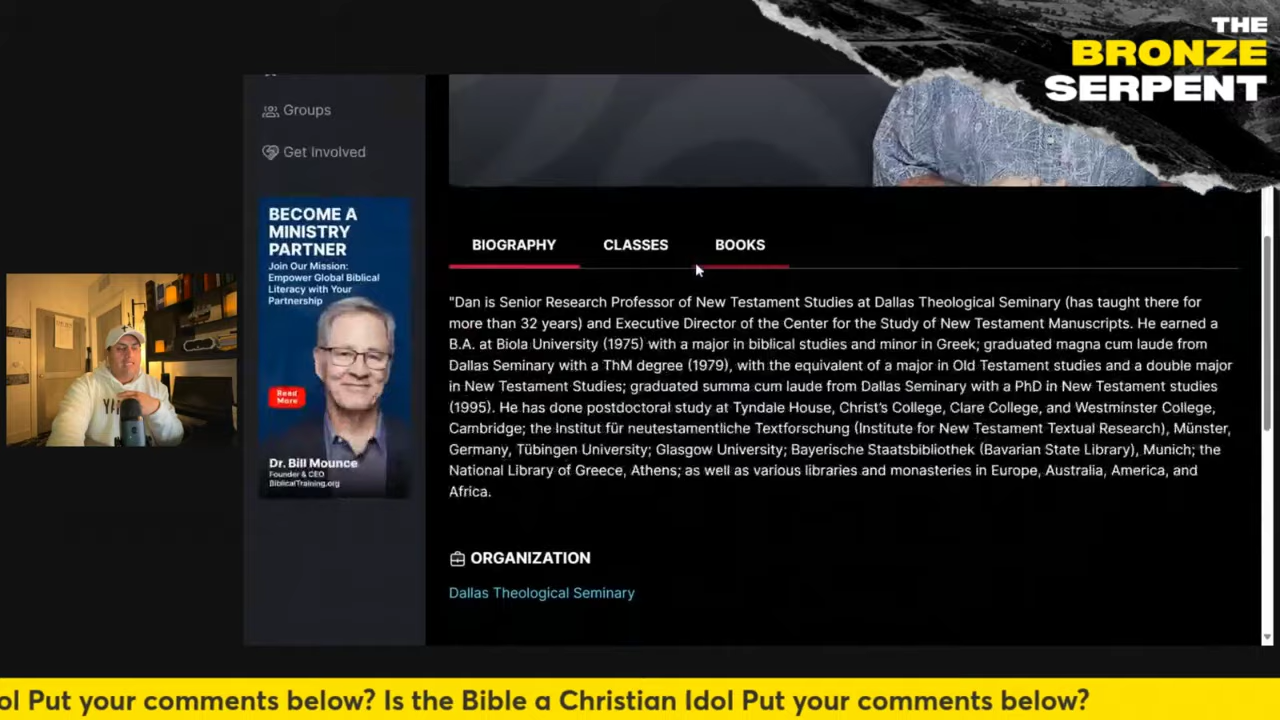 THE
BRONZE
SERPENT
Groups
Get Involved
BECOME A
MINISTRY
PARTNER
Join Our Mission:
Empower Global Biblical
Literacy with Your
Partnership
Read
More
Dr. Bill Mounce
Founder & CEO
BiblicalTraining.org
BIOGRAPHY CLASSES BOOKS
"Dan is Senior Research Professor of New Testament Studies at Dallas Theological Seminary (has taught there for
more than 32 years) and Executive Director of the Center for the Study of New Testament Manuscripts. He earned a
B.A. at Biola University (1975) with a major in biblical studies and minor in Greek; graduated magna cum laude from
Dallas Seminary with a ThM degree (1979), with the equivalent of a major in Old Testament studies and a double major
in New Testament Studies; graduated summa cum laude from Dallas Seminary with a PhD in New Testament studies
(1995). He has done postdoctoral study at Tyndale House, Christ's College, Clare College, and Westminster College,
Cambridge; the Institut für neutestamentliche Textforschung (Institute for New Testament Textual Research), Münster,
Germany, Tübingen University; Glasgow University; Bayerische Staatsbibliothek (Bavarian State Library), Munich; the
National Library of Greece, Athens; as well as various libraries and monasteries in Europe, Australia, America, and
Africa.
ORGANIZATION
Dallas Theological Seminary
ol Put your comments below? Is the Bible a Christian Idol Put your comments below?